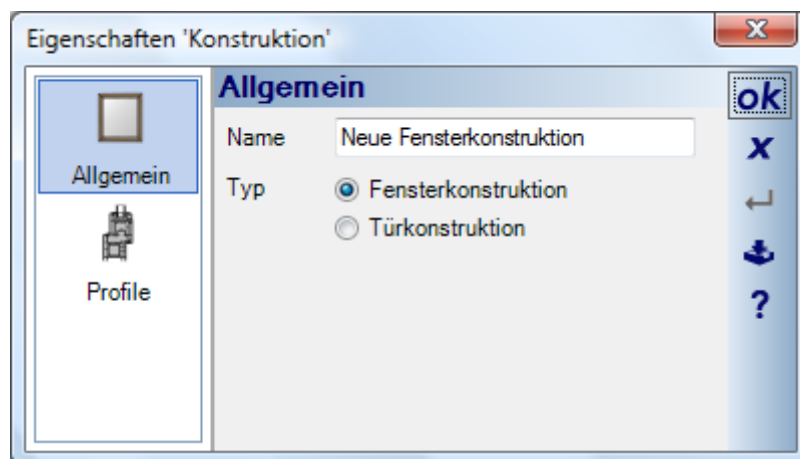 Eigenschaften 'Konstruktion'
Allgemein
Profile
Allgemein
Name Neue Fensterkonstruktion
Typ Fensterkonstruktion
Türkonstruktion
ok
x
?